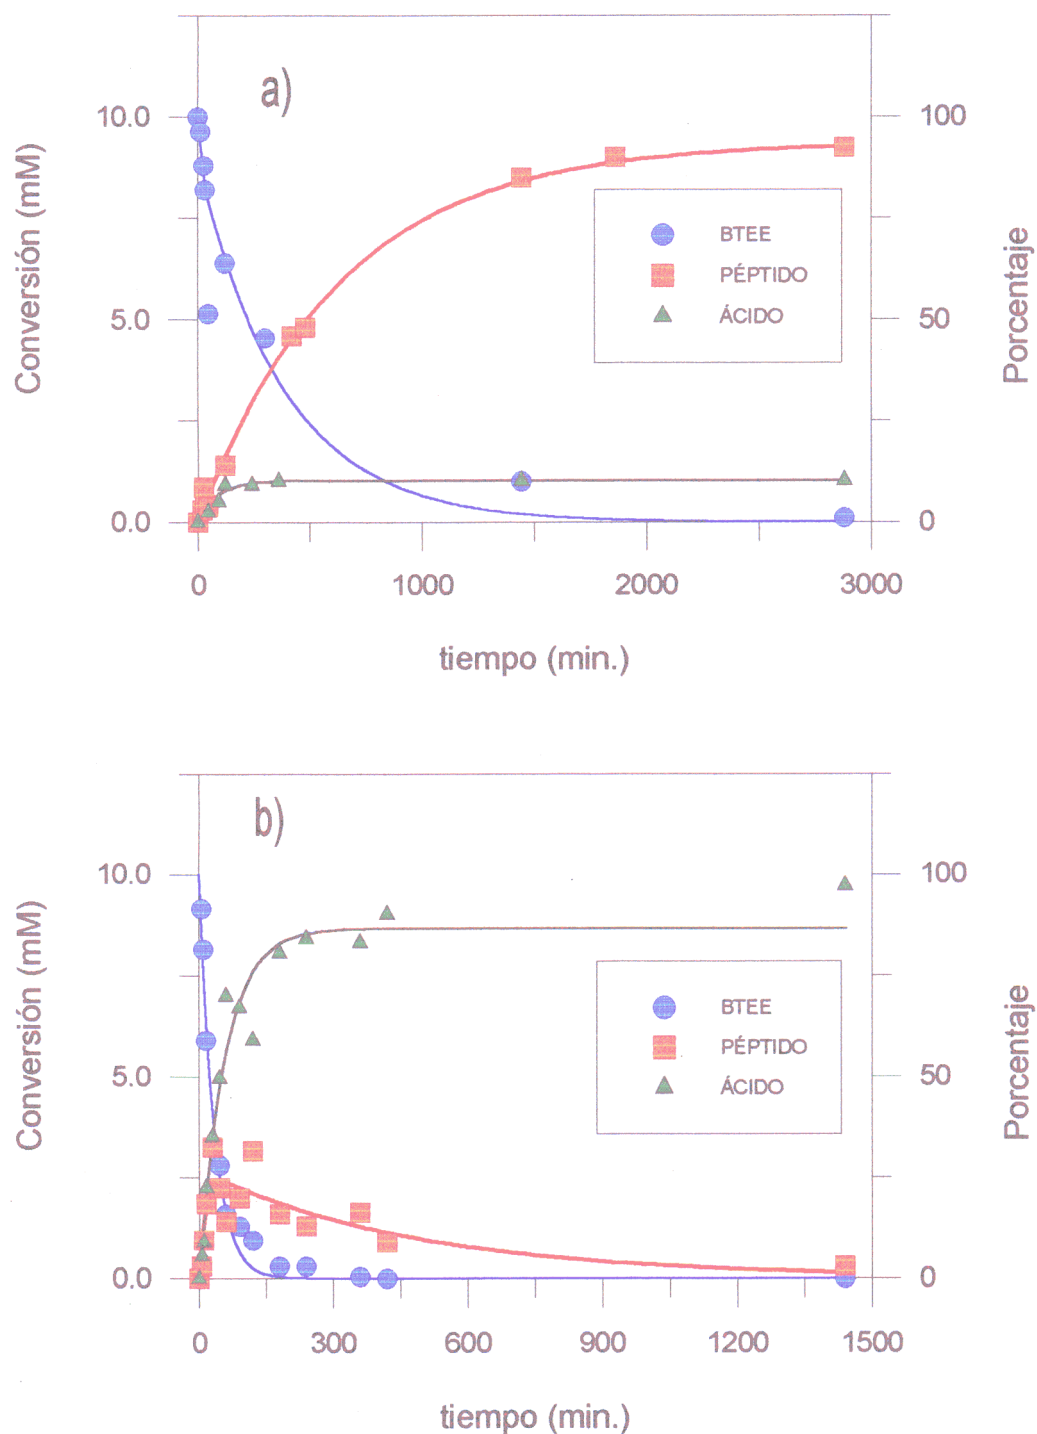 a)
Conversión (mM)
10.0
5.0
0.0
100
50
0
Porcentaje
BTEE
PÉPTIDO
ÁCIDO
0 1000 2000 3000
tiempo (min.)
b)
Conversión (mM)
10.0
5.0
0.0
100
50
0
Porcentaje
BTEE
PÉPTIDO
ÁCIDO
0 300 600 900 1200 1500
tiempo (min.)